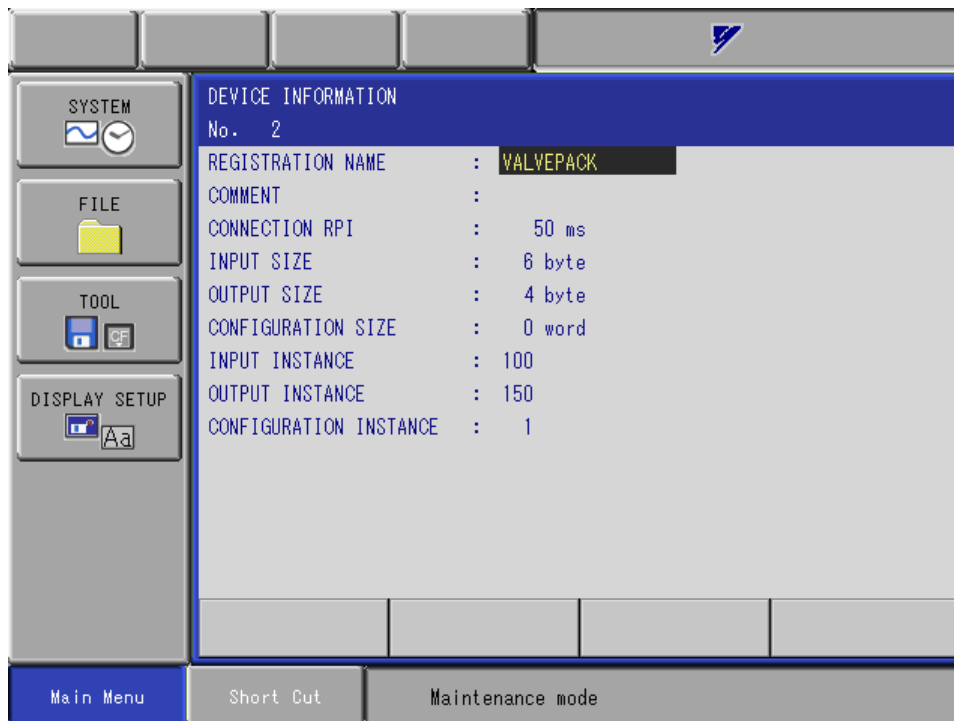 SYSTEM
FILE
TOOL
CF
DISPLAY SETUP
Aa
DEVICE INFORMATION
No. 2
REGISTRATION NAME : VALVEPACK
COMMENT :
CONNECTION RPI : 50 ms
INPUT SIZE : 6 byte
OUTPUT SIZE : 4 byte
CONFIGURATION SIZE : 0 word
INPUT INSTANCE : 100
OUTPUT INSTANCE : 150
CONFIGURATION INSTANCE : 1
Main Menu
Short Cut
Maintenance mode